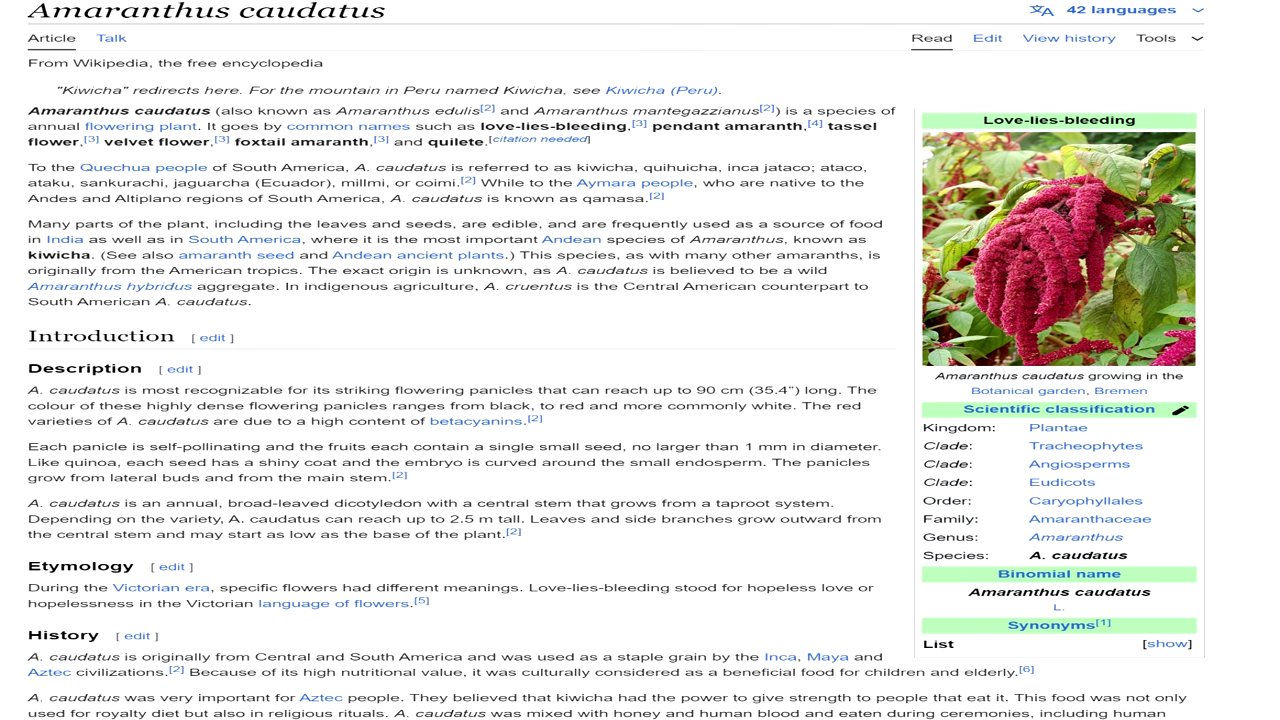 Amaranthus caudatus
42 languages
Article Talk
Read Edit View history Tools
From Wikipedia, the free encyclopedia
"Kiwicha" redirects here. For the mountain in Peru named Kiwicha, see Kiwicha (Peru).
Amaranthus caudatus (also known as Amaranthus edulis[2] and Amaranthus mantegazzianus[2]) is a species of
annual flowering plant. It goes by common names such as love-lies-bleeding,[3] pendant amaranth,[4] tassel
flower,[3] velvet flower,[3] foxtail amaranth,[3] and quilete.[citation needed]
To the Quechua people of South America, A. caudatus is referred to as kiwicha, quihuicha, inca jataco; ataco,
ataku, sankurachi, jaguarcha (Ecuador), millmi, or coimi.[2] While to the Aymara people, who are native to the
Andes and Altiplano regions of South America, A. caudatus is known as qamasa.[2]
Many parts of the plant, including the leaves and seeds, are edible, and are frequently used as a source of food
in India as well as in South America, where it is the most important Andean species of Amaranthus, known as
kiwicha. (See also amaranth seed and Andean ancient plants.) This species, as with many other amaranths, is
originally from the American tropics. The exact origin is unknown, as A. caudatus is believed to be a wild
Amaranthus hybridus aggregate. In indigenous agriculture, A. cruentus is the Central American counterpart to
South American A. caudatus.
Introduction [ edit ]
Description [ edit ]
A. caudatus is most recognizable for its striking flowering panicles that can reach up to 90 cm (35.4") long. The
colour of these highly dense flowering panicles ranges from black, to red and more commonly white. The red
varieties of A. caudatus are due to a high content of betacyanins.[2]
Each panicle is self-pollinating and the fruits each contain a single small seed, no larger than 1 mm in diameter.
Like quinoa, each seed has a shiny coat and the embryo is curved around the small endosperm. The panicles
grow from lateral buds and from the main stem.[2]
A. caudatus is an annual, broad-leaved dicotyledon with a central stem that grows from a taproot system.
Depending on the variety, A. caudatus can reach up to 2.5 m tall. Leaves and side branches grow outward from
the central stem and may start as low as the base of the plant.[2]
Etymology [ edit ]
During the Victorian era, specific flowers had different meanings. Love-lies-bleeding stood for hopeless love or
hopelessness in the Victorian language of flowers.[5]
History [ edit ]
A. caudatus is originally from Central and South America and was used as a staple grain by the Inca, Maya and
Aztec civilizations.[2] Because of its high nutritional value, it was culturally considered as a beneficial food for children and elderly.[6]
A. caudatus was very important for Aztec people. They believed that kiwicha had the power to give strength to people that eat it. This food was not only
used for royalty diet but also in religious rituals. A. caudatus was mixed with honey and human blood and eaten during ceremonies, including human
Love-lies-bleeding
Amaranthus caudatus growing in the
Botanical garden, Bremen
Scientific classification
Kingdom: Plantae
Clade: Tracheophytes
Clade: Angiosperms
Clade: Eudicots
Order: Caryophyllales
Family: Amaranthaceae
Genus: Amaranthus
Species: A. caudatus
Binomial name
Amaranthus caudatus
L.
Synonyms[1]
List [show]